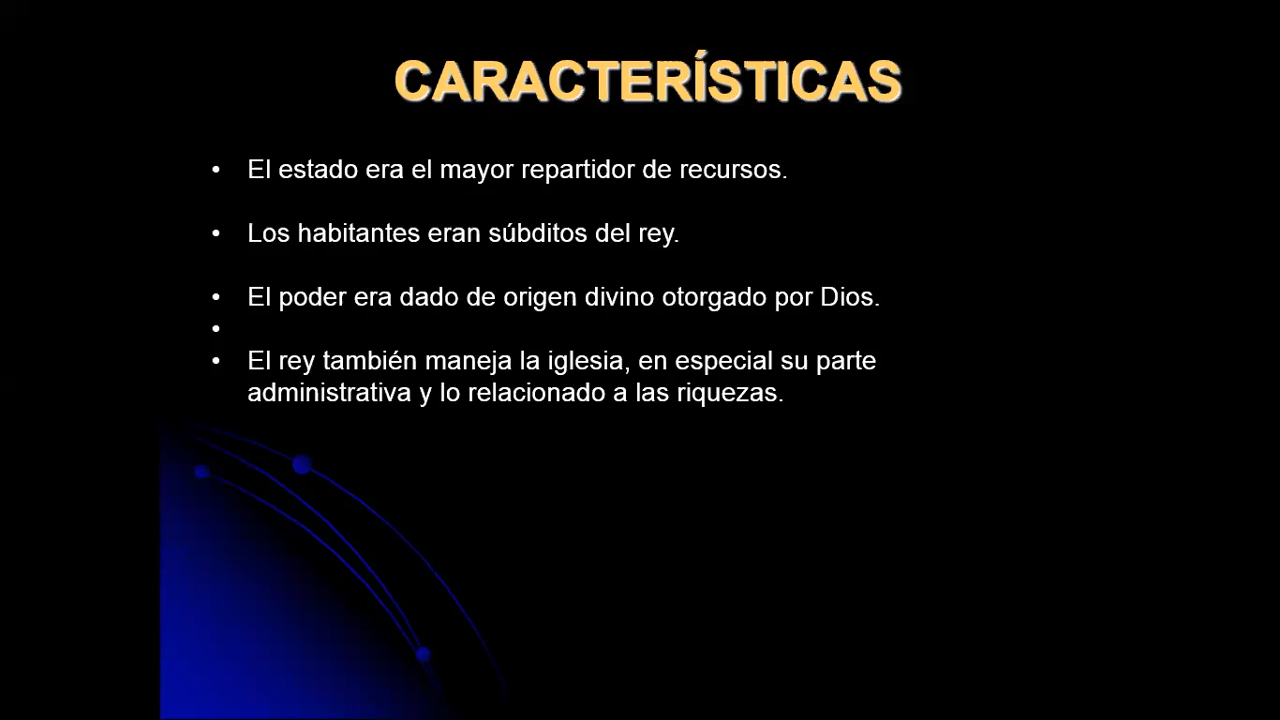 CARACTERÍSTICAS
• El estado era el mayor repartidor de recursos.
• Los habitantes eran súbditos del rey.
• El poder era dado de origen divino otorgado por Dios.
•
• El rey también maneja la iglesia, en especial su parte
administrativa y lo relacionado a las riquezas.